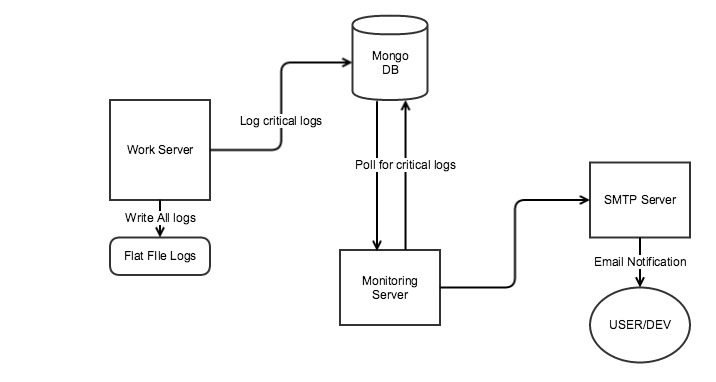 Mongo
DB
Log critical logs
Work Server
Poll for critical logs
SMTP Server
Write All logs
Flat FIle Logs
Email Notification
Monitoring
Server
USER/DEV